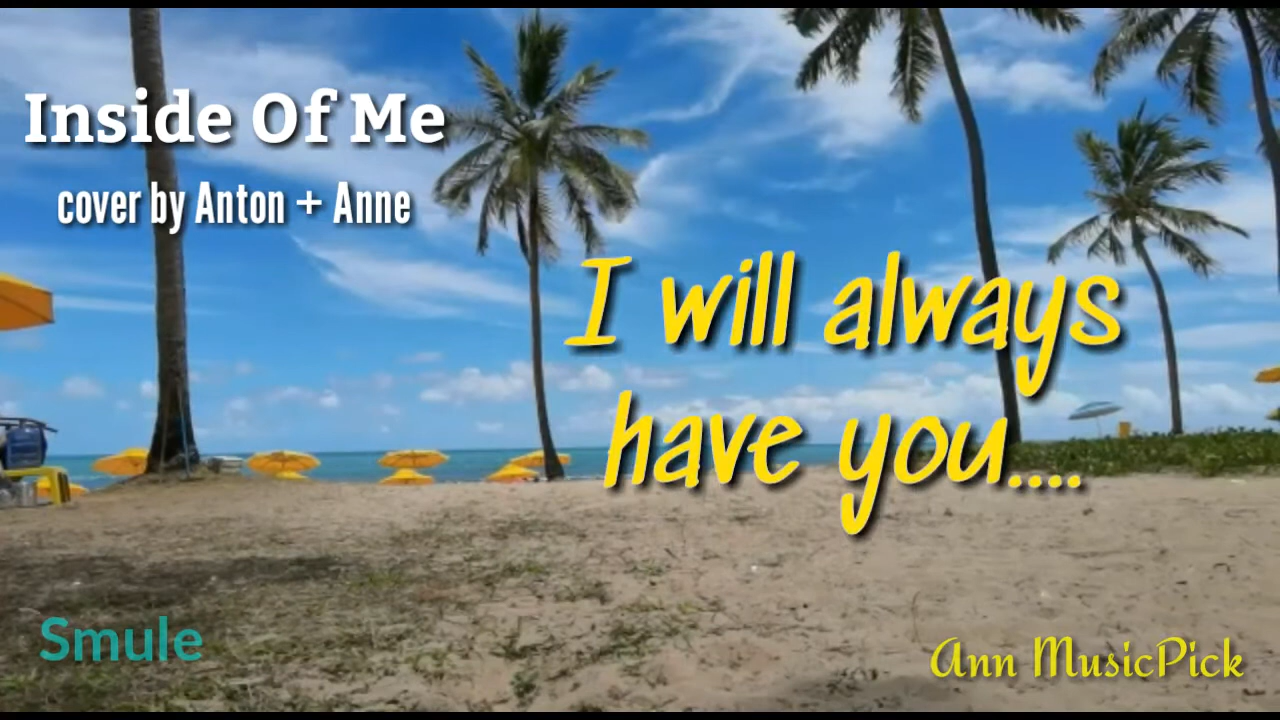 Inside Of Me
cover by Anton + Anne
I will always
have you....
Smule
Ann MusicPick